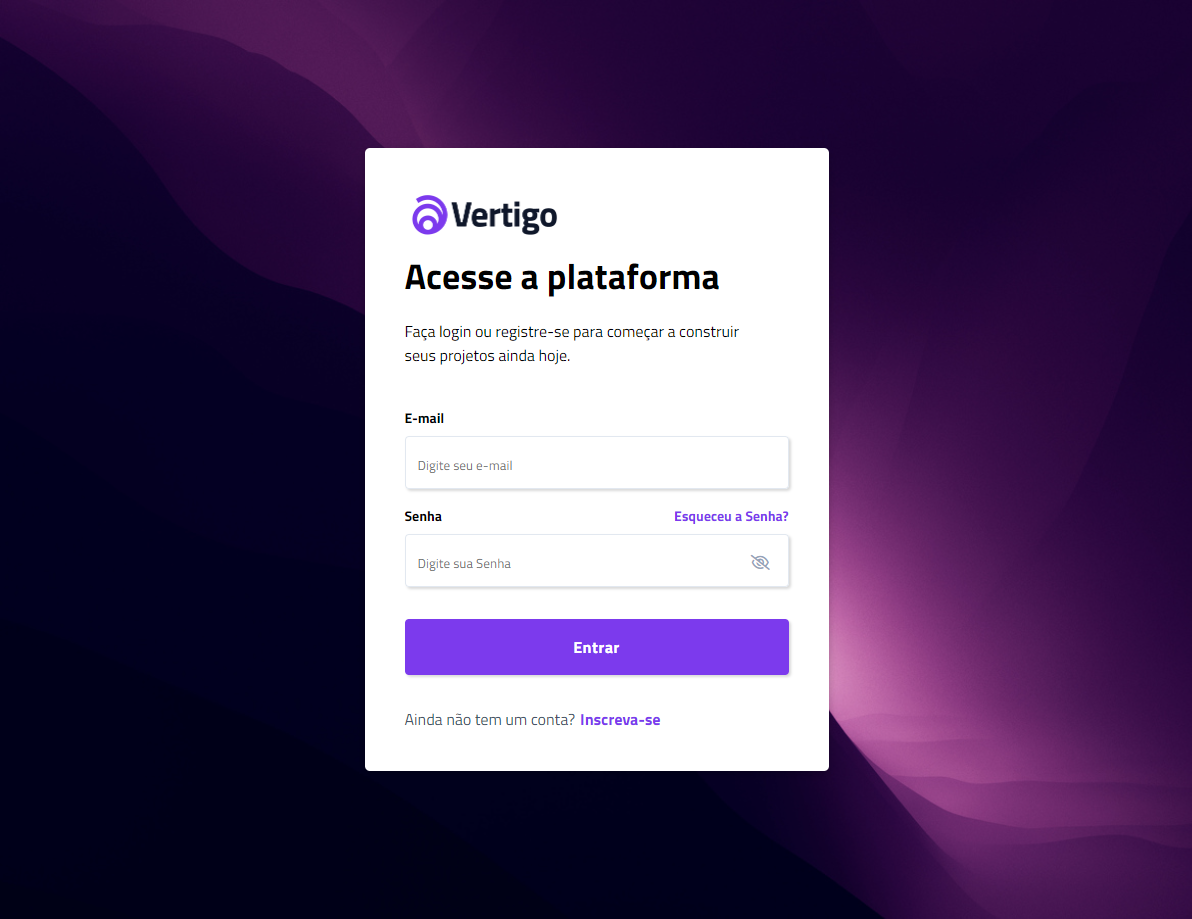 Vertigo
Acesse a plataforma
Faça login ou registre-se para começar a construir
seus projetos ainda hoje.
E-mail
Digite seu e-mail
Senha Esqueceu a Senha?
Digite sua Senha
Entrar
Ainda não tem um conta? Inscreva-se